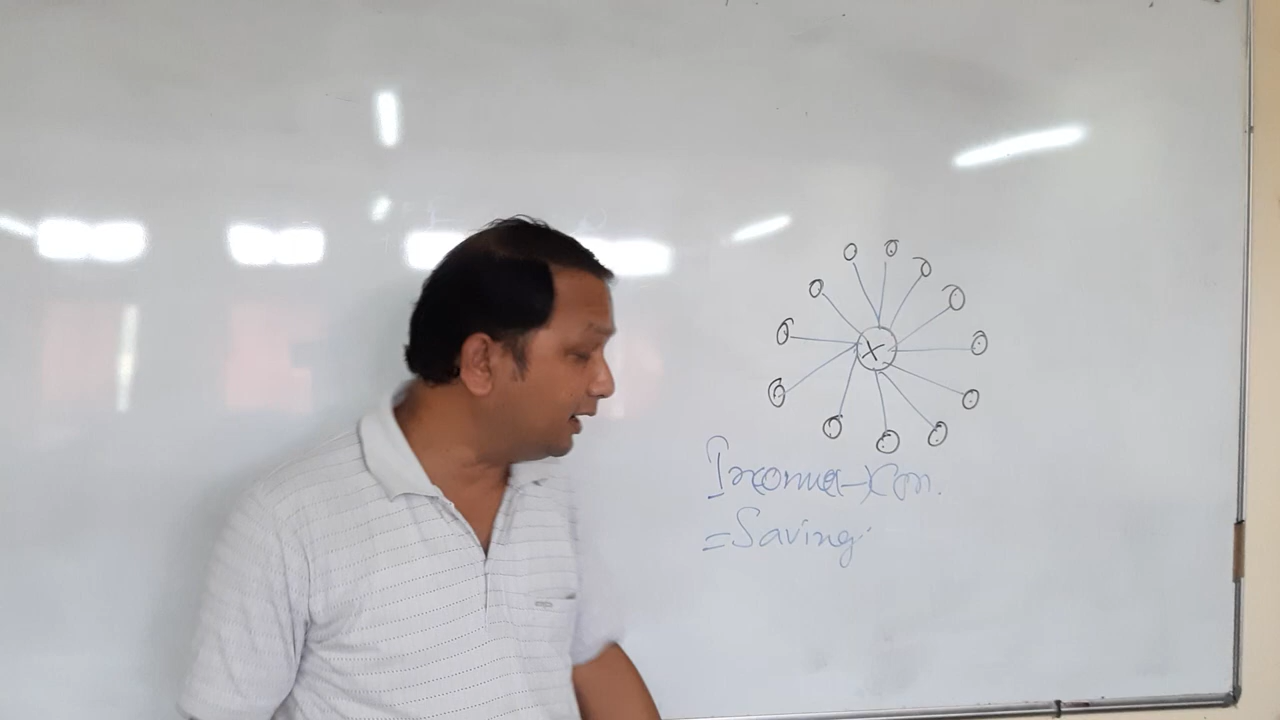 X
Income - Con.
= Saving